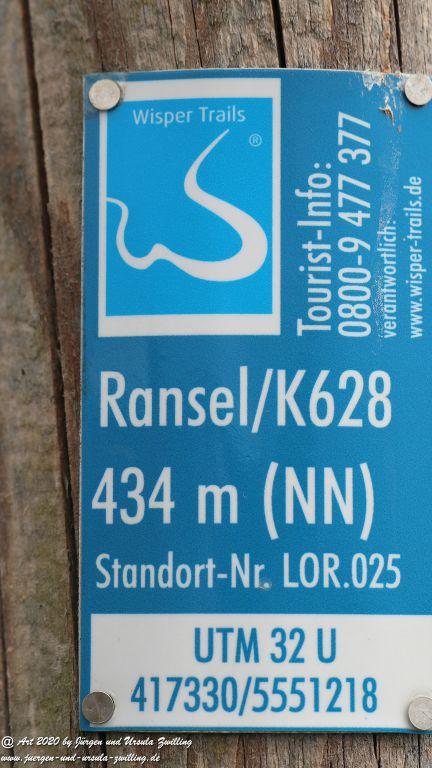 Wisper Trails
®
Tourist-Info:
0800-9 477 377
verantwortlich:
www.wisper-trails.de
Ransel/K628
434 m (NN)
Standort-Nr. LOR.025
UTM 32 U
417330/5551218
@ Art 2020 by Jürgen und Ursula Zwilling
www.juergen-und-ursula-zwilling.de